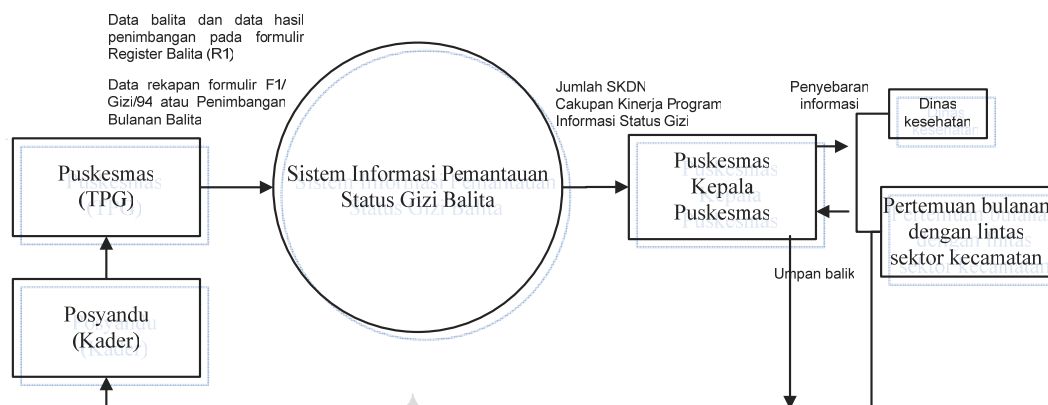 Data balita dan data hasil
penimbangan pada formulir
Register Balita (R1)
Data rekapan formulir F1/
Gizi/94 atau Penimbangan
Bulanan Balita
Puskesmas
(TPG)
Posyandu
(Kader)
Sistem Informasi Pemantauan
Status Gizi Balita
Jumlah SKDN
Cakupan Kinerja Program
Informasi Status Gizi
Puskesmas
Kepala
Puskesmas
Penyebaran
informasi
Dinas
kesehatan
Pertemuan bulanan
dengan lintas
sektor kecamatan
Umpan balik